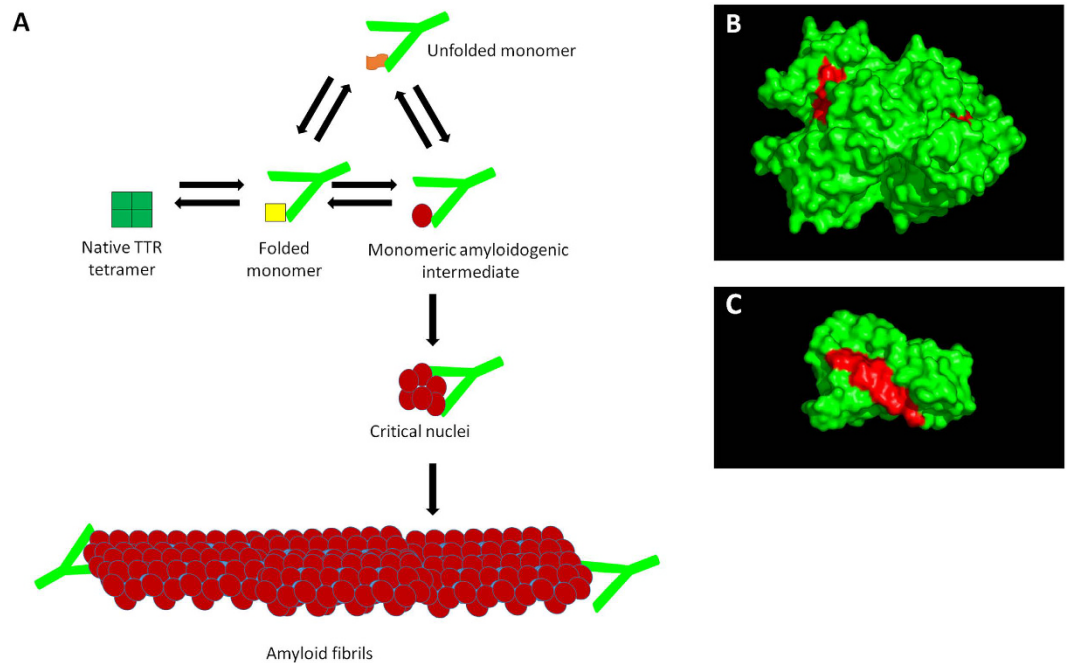 A
Unfolded monomer
Native TTR
tetramer
Folded
monomer
Monomeric amyloidogenic
intermediate
Critical nuclei
Amyloid fibrils
B
C